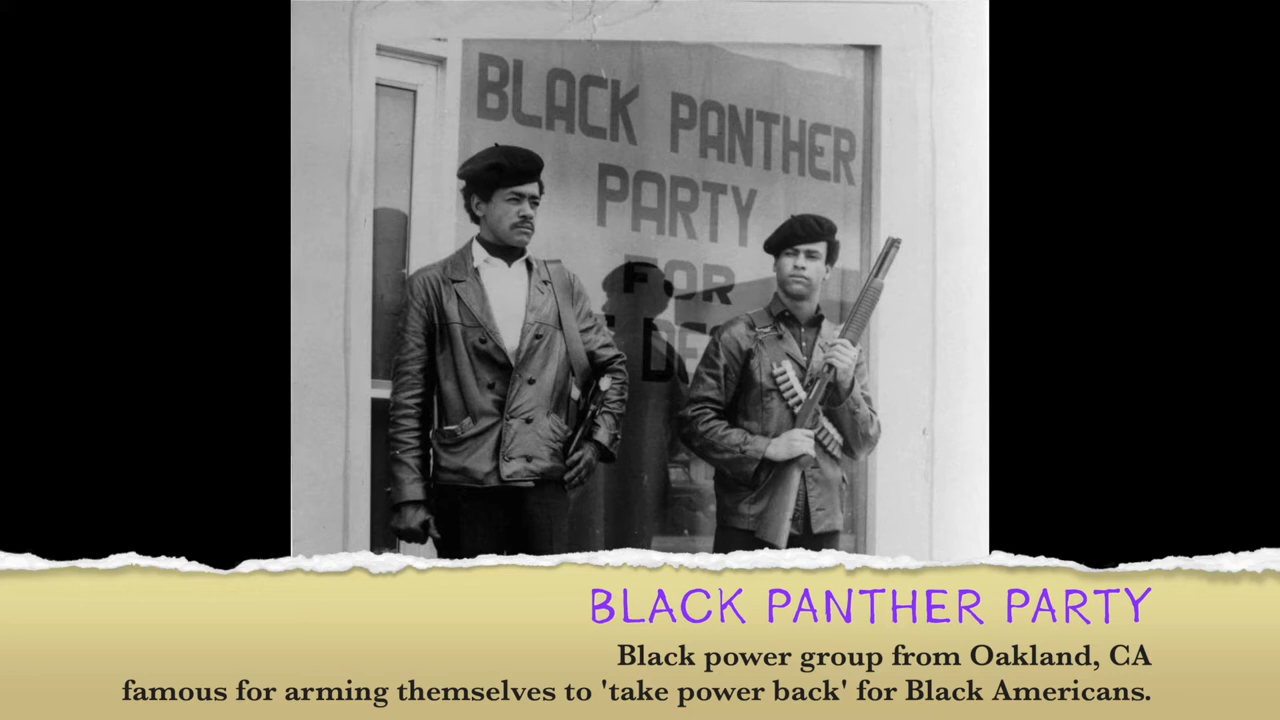 BLACK PANTHER
PARTY
FOR
BLACK PANTHER PARTY
Black power group from Oakland, CA
famous for arming themselves to 'take power back' for Black Americans.